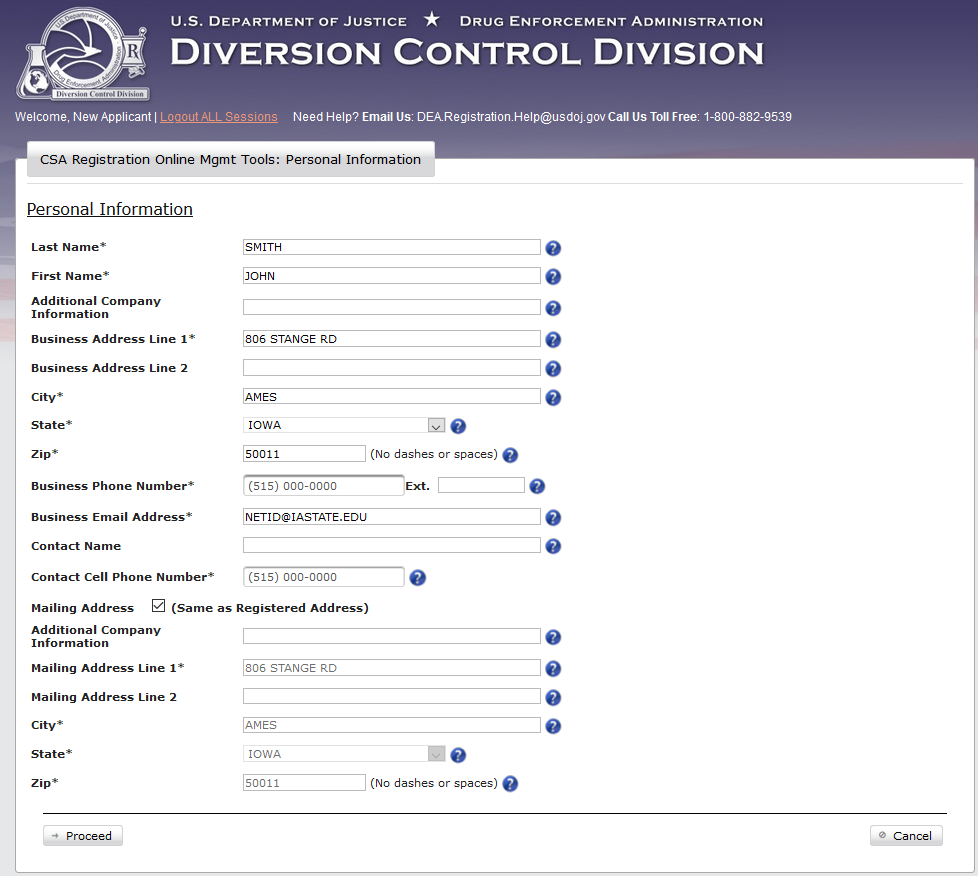 U.S. Department of Justice ★ Drug Enforcement Administration
Diversion Control Division
U.S. Department of Justice
R
Drug Enforcement Administration
Diversion Control Division
Welcome, New Applicant | Logout ALL Sessions Need Help? Email Us: DEA.Registration.Help@usdoj.gov Call Us Toll Free: 1-800-882-9539
CSA Registration Online Mgmt Tools: Personal Information
Personal Information
Last Name* SMITH ?
First Name* JOHN ?
Additional Company
Information ?
Business Address Line 1* 806 STANGE RD ?
Business Address Line 2 ?
City* AMES ?
State* IOWA ?
Zip* 50011 (No dashes or spaces) ?
Business Phone Number* (515) 000-0000 Ext. ?
Business Email Address* NETID@IASTATE.EDU ?
Contact Name ?
Contact Cell Phone Number* (515) 000-0000 ?
Mailing Address (Same as Registered Address)
Additional Company
Information ?
Mailing Address Line 1* 806 STANGE RD ?
Mailing Address Line 2 ?
City* AMES ?
State* IOWA ?
Zip* 50011 (No dashes or spaces) ?
Proceed Cancel